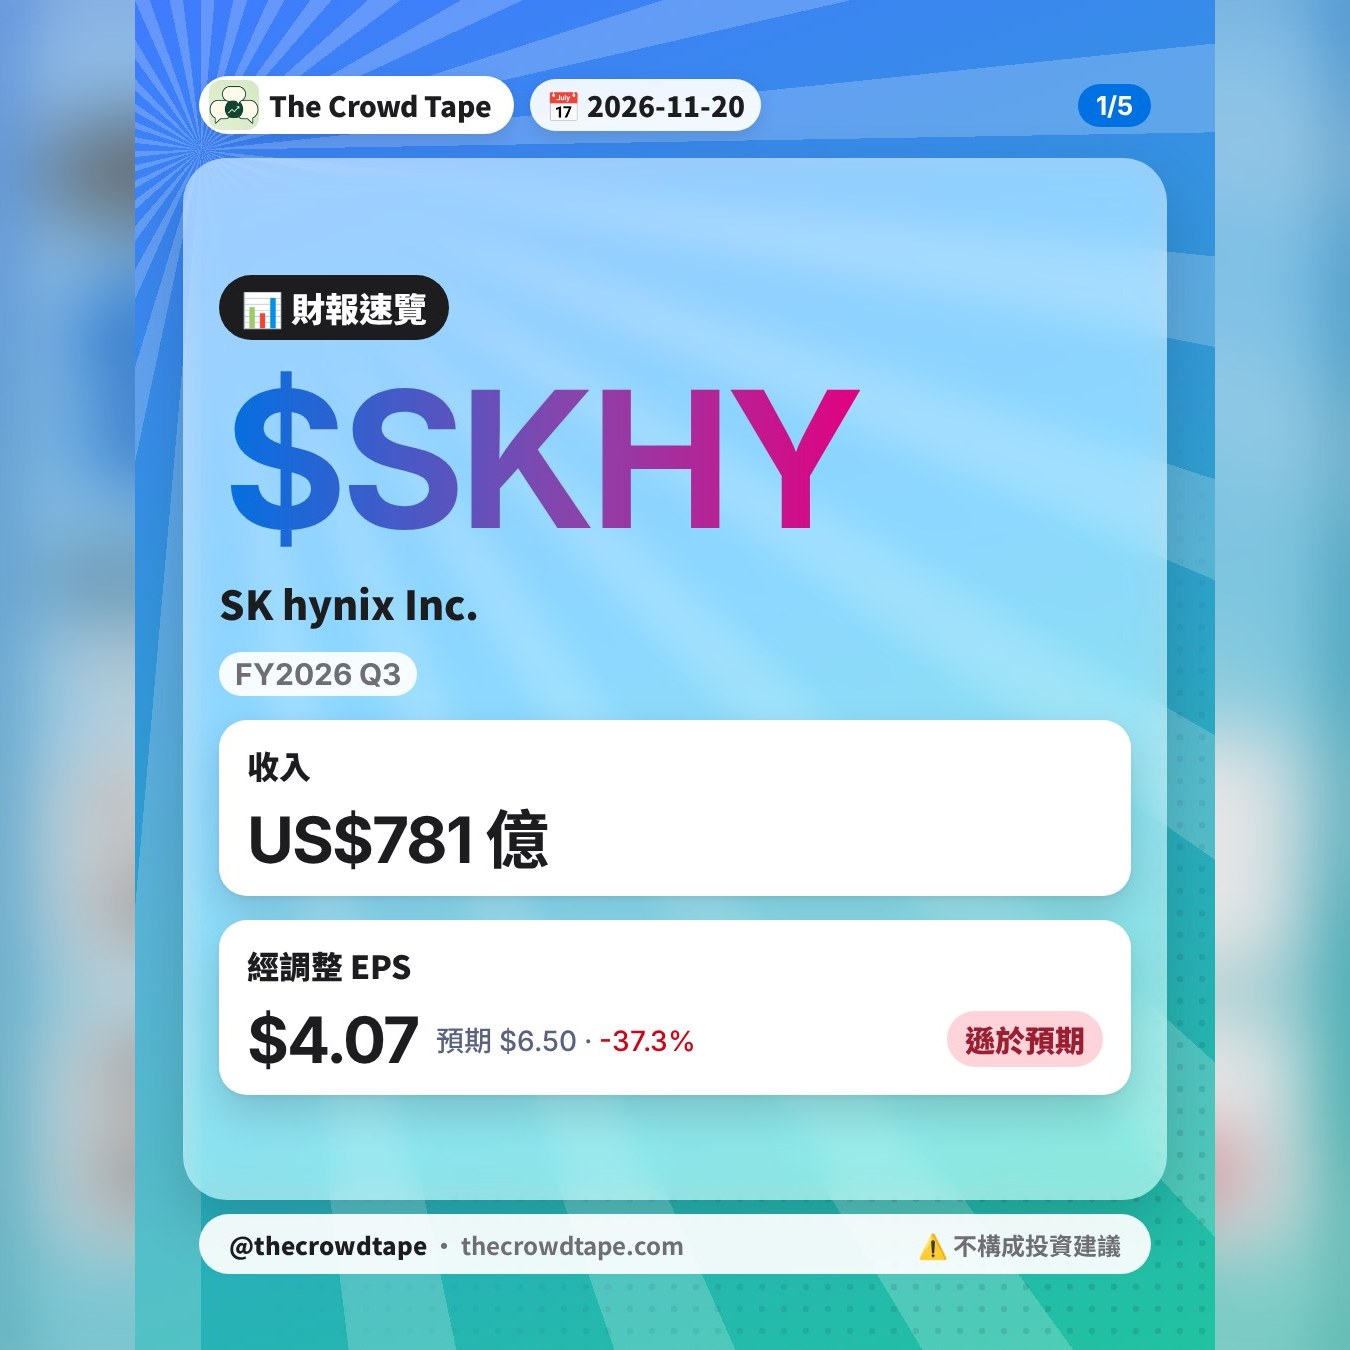 The Crowd Tape
📅 2026-11-20
1/5
📊 財報速覽
$SKHY
SK hynix Inc.
FY2026 Q3
收入
US$781 億
經調整 EPS
$4.07 預期 $6.50 · -37.3%
遜於預期
@thecrowdtape • thecrowdtape.com
⚠️ 不構成投資建議